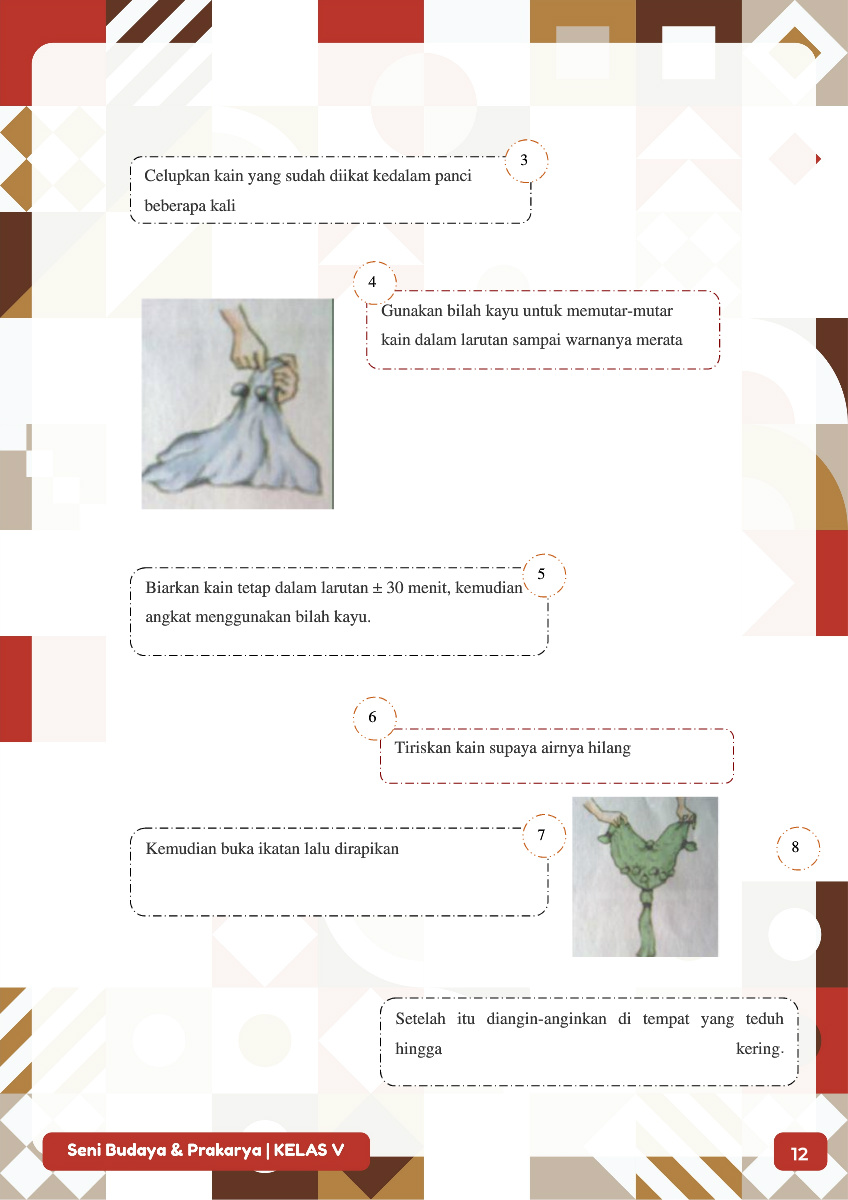 3
Celupkan kain yang sudah diikat kedalam panci
beberapa kali
4
Gunakan bilah kayu untuk memutar-mutar
kain dalam larutan sampai warnanya merata
5
Biarkan kain tetap dalam larutan ± 30 menit, kemudian
angkat menggunakan bilah kayu.
6
Tiriskan kain supaya airnya hilang
7
Kemudian buka ikatan lalu dirapikan
8
Setelah itu diangin-anginkan di tempat yang teduh
hingga kering.
Seni Budaya & Prakarya | KELAS V
12